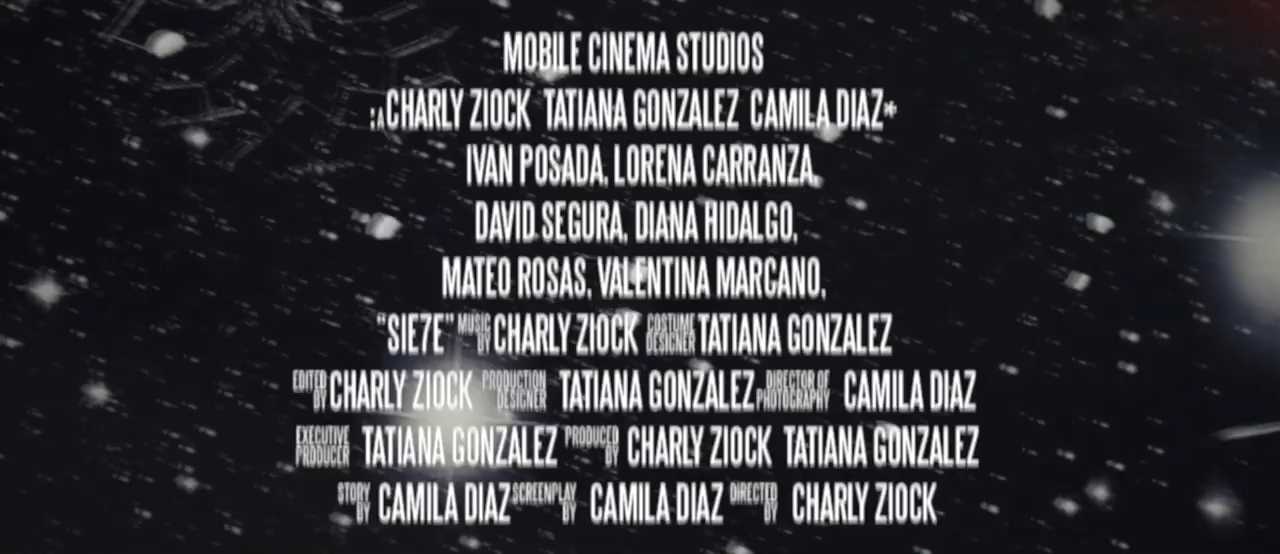 MOBILE CINEMA STUDIOS
:A CHARLY ZIOCK TATIANA GONZALEZ CAMILA DIAZ*
IVAN POSADA, LORENA CARRANZA,
DAVID SEGURA, DIANA HIDALGO,
MATEO ROSAS, VALENTINA MARCANO,
"SIE7E" MUSIC BY CHARLY ZIOCK COSTUME DESIGNER TATIANA GONZALEZ
EDITED BY CHARLY ZIOCK PRODUCTION DESIGNER TATIANA GONZALEZ DIRECTOR OF PHOTOGRAPHY CAMILA DIAZ
EXECUTIVE PRODUCER TATIANA GONZALEZ PRODUCED BY CHARLY ZIOCK TATIANA GONZALEZ
STORY BY CAMILA DIAZ SCREENPLAY BY CAMILA DIAZ DIRECTED BY CHARLY ZIOCK